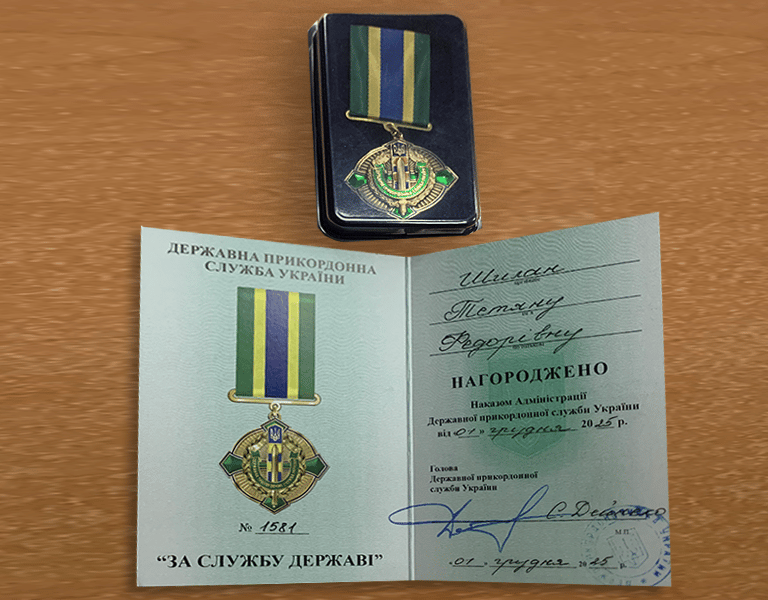 ДЕРЖАВНА ПРИКОРДОННА
СЛУЖБА УКРАЇНИ
№ 1581
“ЗА СЛУЖБУ ДЕРЖАВІ”
Шилан
Тетяну
Федорівну
НАГОРОДЖЕНО
Наказом Адміністрації
Державної прикордонної служби України
від „01” грудня 2025 р.
Голова
Державної прикордонної
служби України
С. Дейнеко
М.П.
„01” грудня 2025 р.